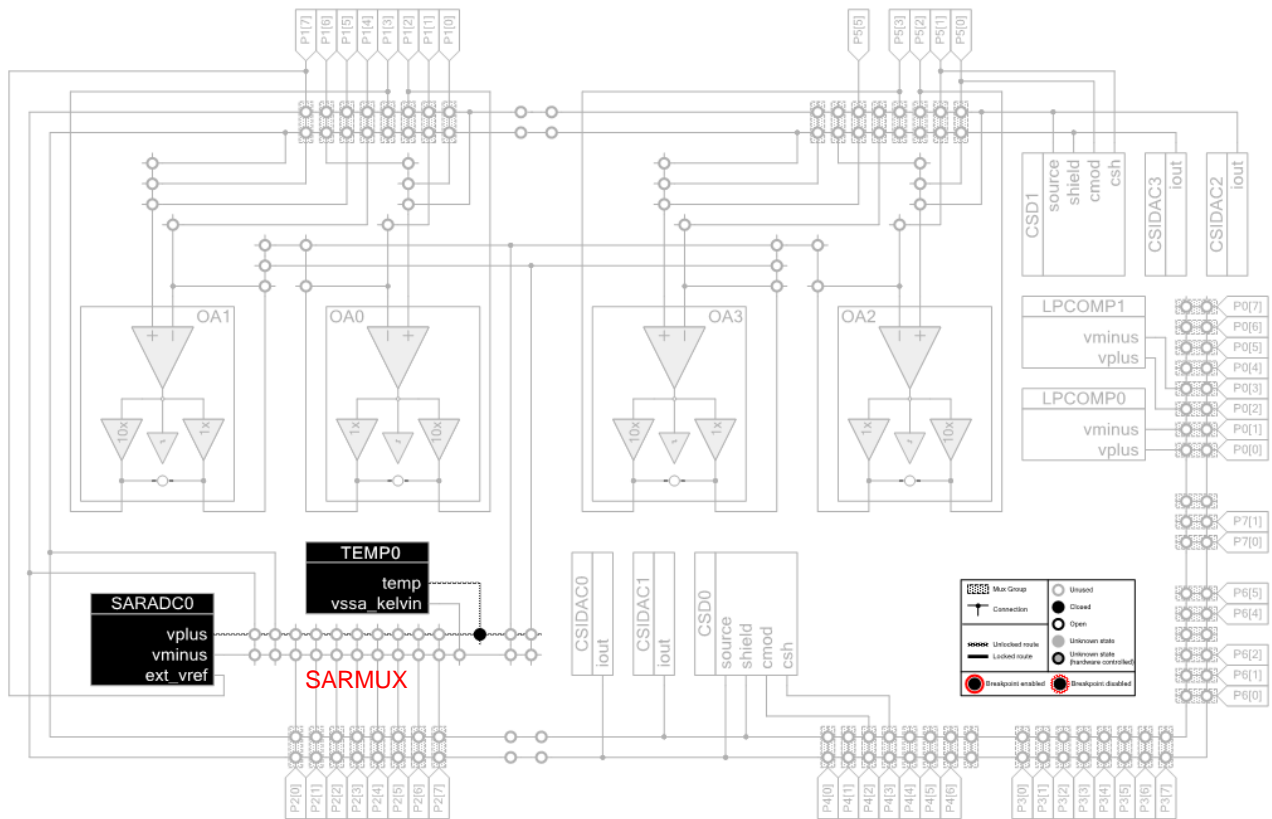 P1[7] P1[6] P1[5] P1[4] P1[3] P1[2] P1[1] P1[0]
P5[5] P5[3] P5[2] P5[1] P5[0]
source shield cmod csh
CSD1
iout
CSIDAC3
iout
CSIDAC2
OA1
OA0
OA3
OA2
+ − − + + − − +
10x 1x 10x 1x 10x 1x 1x 10x
LPCOMP1
vminus
vplus
LPCOMP0
vminus
vplus
P0[7]
P0[6]
P0[5]
P0[4]
P0[3]
P0[2]
P0[1]
P0[0]
P7[1]
P7[0]
P6[5]
P6[4]
P6[2]
P6[1]
P6[0]
TEMP0
temp
vssa_kelvin
SARADC0
vplus
vminus
ext_vref
SARMUX
CSIDAC0
iout
CSIDAC1
iout
CSD0
source shield cmod csh
Mux Group
Connection
Unlocked route
Locked route
Unused
Closed
Open
Unknown state
Unknown state
(hardware controlled)
Breakpoint enabled
Breakpoint disabled
P2[0] P2[1] P2[2] P2[3] P2[4] P2[5] P2[6] P2[7]
P4[0] P4[1] P4[2] P4[3] P4[4] P4[5] P4[6]
P3[0] P3[1] P3[2] P3[3] P3[4] P3[5] P3[6] P3[7]